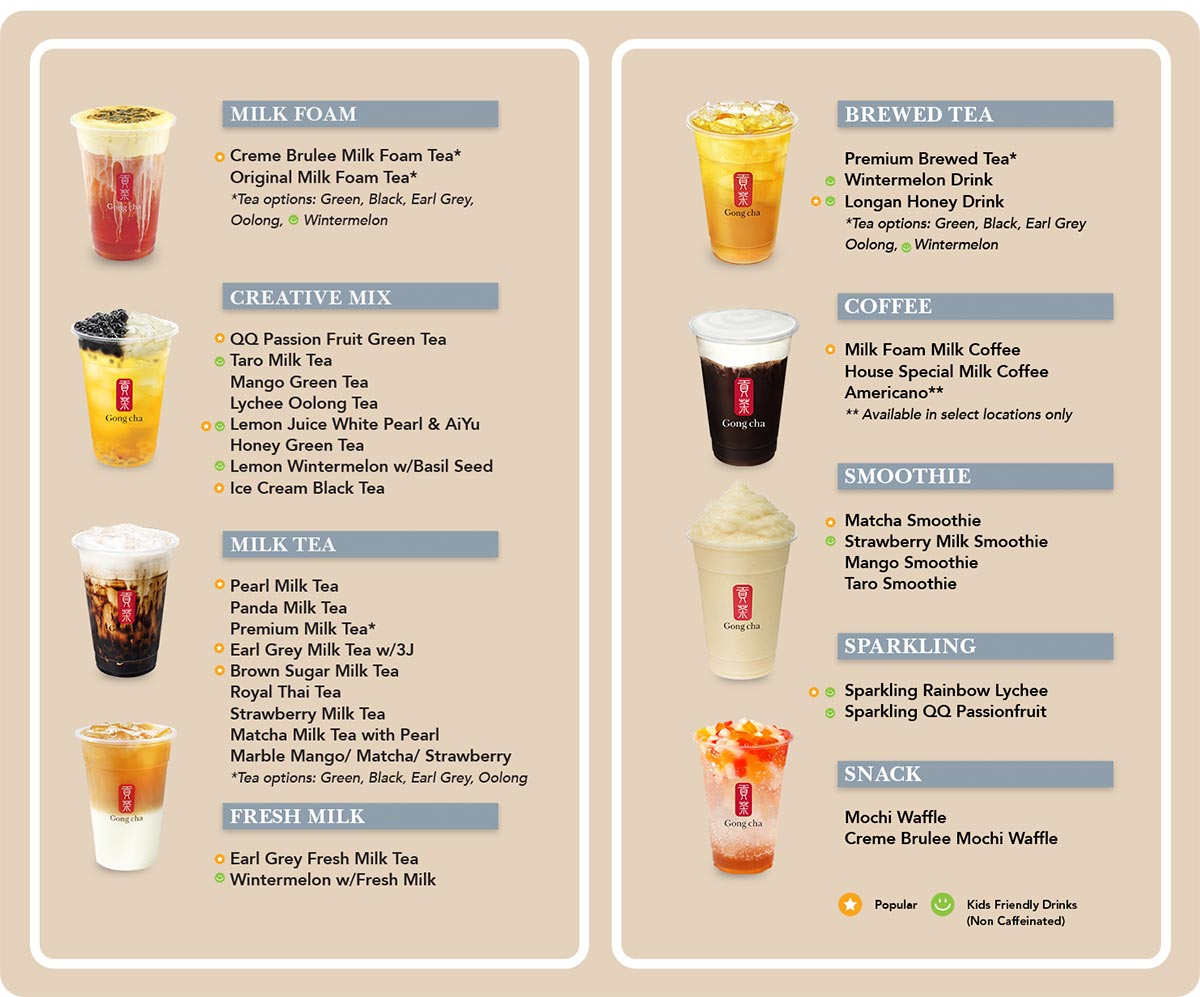 MILK FOAM
Creme Brulee Milk Foam Tea*
Original Milk Foam Tea*
*Tea options: Green, Black, Earl Grey,
Oolong, Wintermelon
貢茶
Gong cha
CREATIVE MIX
QQ Passion Fruit Green Tea
Taro Milk Tea
Mango Green Tea
Lychee Oolong Tea
Lemon Juice White Pearl & AiYu
Honey Green Tea
Lemon Wintermelon w/Basil Seed
Ice Cream Black Tea
貢茶
Gong cha
MILK TEA
Pearl Milk Tea
Panda Milk Tea
Premium Milk Tea*
Earl Grey Milk Tea w/3J
Brown Sugar Milk Tea
Royal Thai Tea
Strawberry Milk Tea
Matcha Milk Tea with Pearl
Marble Mango/ Matcha/ Strawberry
*Tea options: Green, Black, Earl Grey, Oolong
貢茶
FRESH MILK
Earl Grey Fresh Milk Tea
Wintermelon w/Fresh Milk
貢茶
Gong cha
BREWED TEA
Premium Brewed Tea*
Wintermelon Drink
Longan Honey Drink
*Tea options: Green, Black, Earl Grey
Oolong, Wintermelon
貢茶
Gong cha
COFFEE
Milk Foam Milk Coffee
House Special Milk Coffee
Americano**
** Available in select locations only
貢茶
Gong cha
SMOOTHIE
Matcha Smoothie
Strawberry Milk Smoothie
Mango Smoothie
Taro Smoothie
貢茶
Gong cha
SPARKLING
Sparkling Rainbow Lychee
Sparkling QQ Passionfruit
貢茶
Gong cha
SNACK
Mochi Waffle
Creme Brulee Mochi Waffle
Popular
Kids Friendly Drinks
(Non Caffeinated)